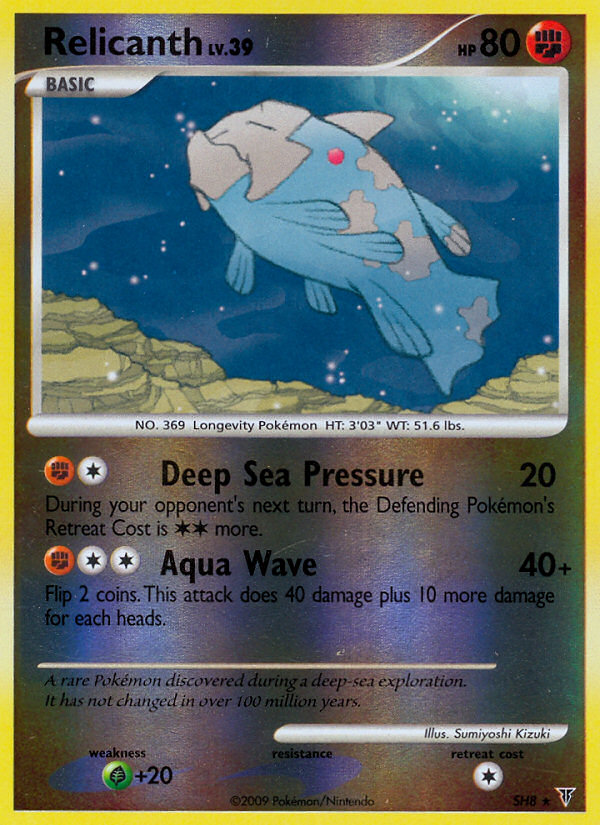 Relicanth LV.39 HP 80
BASIC
NO. 369 Longevity Pokémon HT: 3'03" WT: 51.6 lbs.
Deep Sea Pressure 20
During your opponent's next turn, the Defending Pokémon's
Retreat Cost is ✶✶ more.
Aqua Wave 40+
Flip 2 coins. This attack does 40 damage plus 10 more damage
for each heads.
A rare Pokémon discovered during a deep-sea exploration.
It has not changed in over 100 million years.
Illus. Sumiyoshi Kizuki
weakness resistance retreat cost
+20
©2009 Pokémon/Nintendo SH8 ★